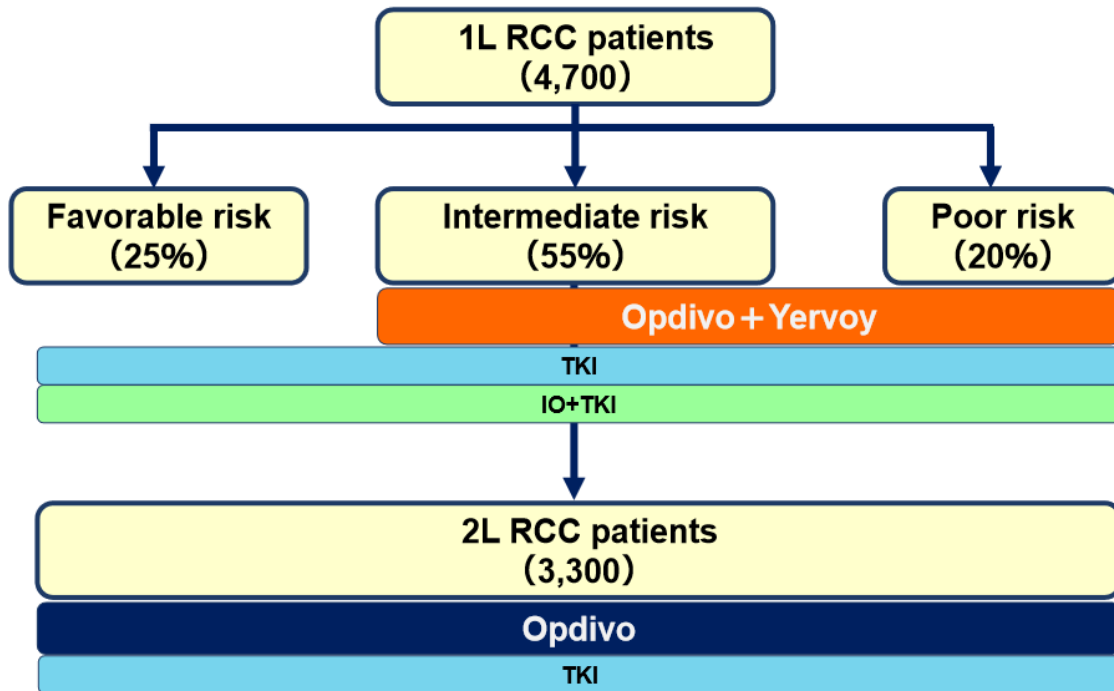 1L RCC patients
（4,700）
Favorable risk
（25%）
Intermediate risk
（55%）
Poor risk
（20%）
Opdivo＋Yervoy
TKI
IO+TKI
2L RCC patients
（3,300）
Opdivo
TKI